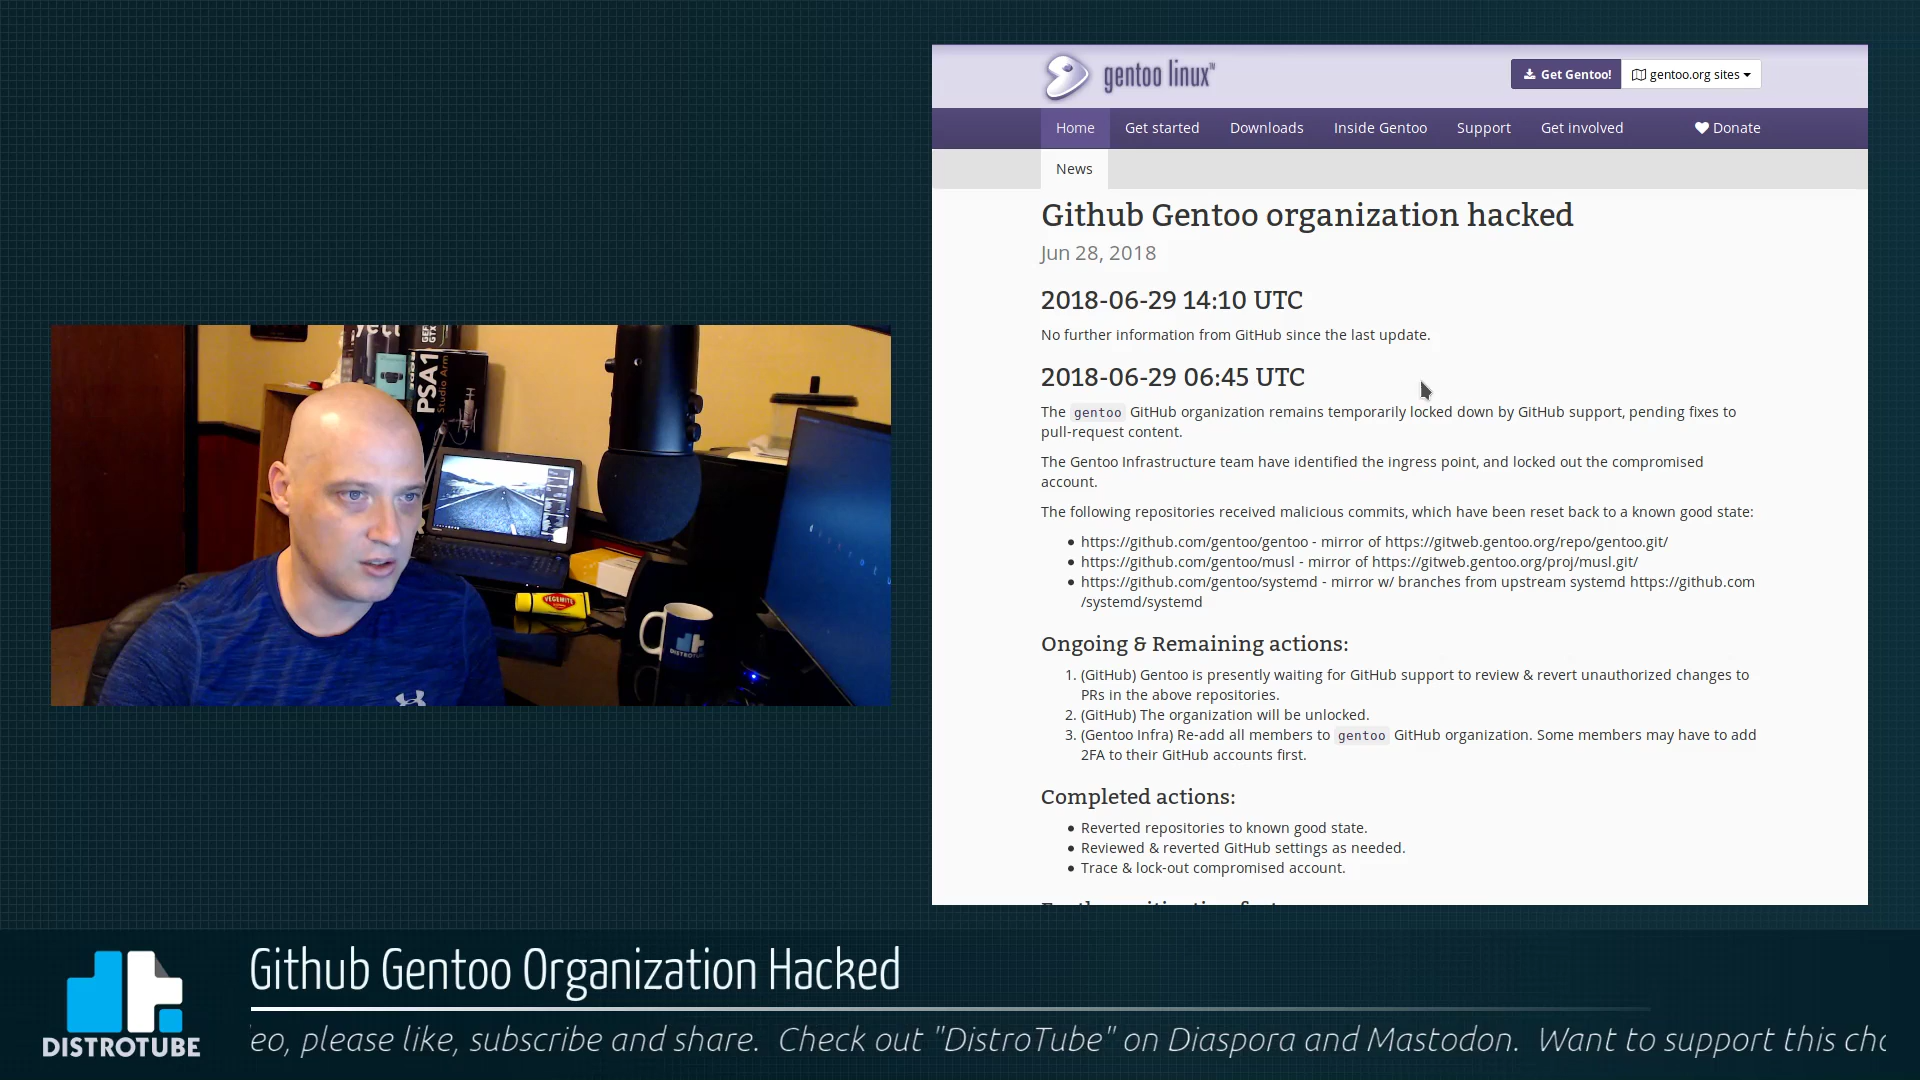 gentoo linux™
Get Gentoo!
gentoo.org sites
Home Get started Downloads Inside Gentoo Support Get involved Donate
News
Github Gentoo organization hacked
Jun 28, 2018
2018-06-29 14:10 UTC
No further information from GitHub since the last update.
2018-06-29 06:45 UTC
The gentoo GitHub organization remains temporarily locked down by GitHub support, pending fixes to
pull-request content.
The Gentoo Infrastructure team have identified the ingress point, and locked out the compromised
account.
The following repositories received malicious commits, which have been reset back to a known good state:
• https://github.com/gentoo/gentoo - mirror of https://gitweb.gentoo.org/repo/gentoo.git/
• https://github.com/gentoo/musl - mirror of https://gitweb.gentoo.org/proj/musl.git/
• https://github.com/gentoo/systemd - mirror w/ branches from upstream systemd https://github.com
/systemd/systemd
Ongoing & Remaining actions:
1. (GitHub) Gentoo is presently waiting for GitHub support to review & revert unauthorized changes to
PRs in the above repositories.
2. (GitHub) The organization will be unlocked.
3. (Gentoo Infra) Re-add all members to gentoo GitHub organization. Some members may have to add
2FA to their GitHub accounts first.
Completed actions:
• Reverted repositories to known good state.
• Reviewed & reverted GitHub settings as needed.
• Trace & lock-out compromised account.
PSA1
Studio Arm
VEGEMITE
DISTROTUBE
Github Gentoo Organization Hacked
eo, please like, subscribe and share. Check out "DistroTube" on Diaspora and Mastodon. Want to support this